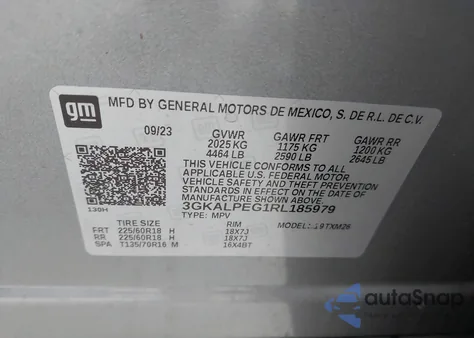 gm
MFD BY GENERAL MOTORS DE MEXICO, S. DE R.L. DE C.V.
09/23 GVWR GAWR FRT GAWR RR
2025 KG 1175 KG 1200 KG
4464 LB 2590 LB 2645 LB
THIS VEHICLE CONFORMS TO ALL
APPLICABLE U.S. FEDERAL MOTOR
VEHICLE SAFETY AND THEFT PREVENTION
STANDARDS IN EFFECT ON THE DATE OF
MANUFACTURE SHOWN ABOVE.
3GKALPEG1RL185979
TYPE: MPV
138H
TIRE SIZE RIM MODEL: 19TXM26
FRT 225/60R18 H 18X7J
RR 225/60R18 H 18X7J
SPA T135/70R16 M 16X4BT
autoSnap